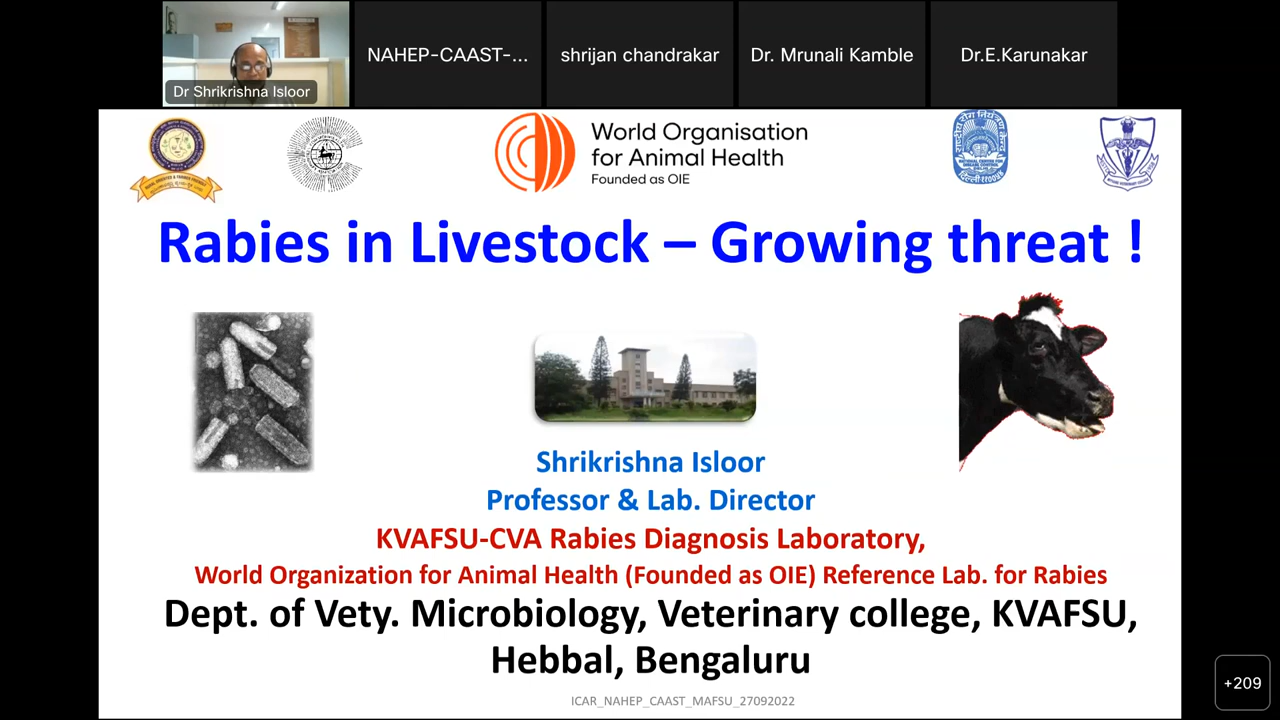 NAHEP-CAAST-...
shrijan chandrakar
Dr. Mrunali Kamble
Dr.E.Karunakar
Dr Shrikrishna Isloor
World Organisation
for Animal Health
Founded as OIE
Rabies in Livestock – Growing threat !
Shrikrishna Isloor
Professor & Lab. Director
KVAFSU-CVA Rabies Diagnosis Laboratory,
World Organization for Animal Health (Founded as OIE) Reference Lab. for Rabies
Dept. of Vety. Microbiology, Veterinary college, KVAFSU,
Hebbal, Bengaluru
ICAR_NAHEP_CAAST_MAFSU_27092022
+209